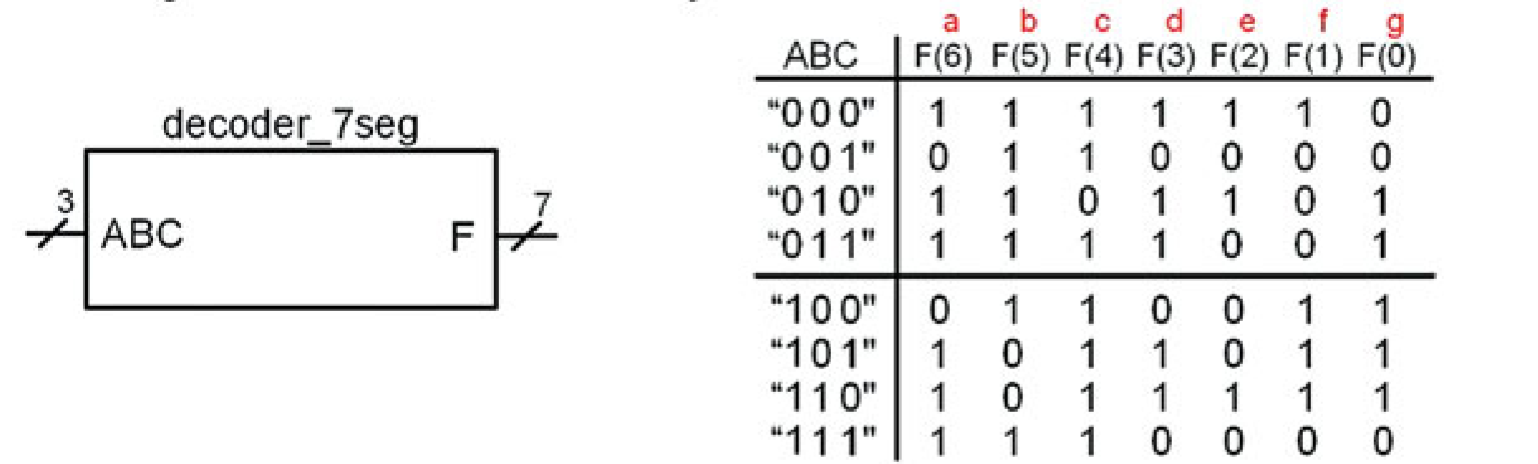 decoder_7seg
3
7
ABC
F
a b c d e f g
ABC F(6) F(5) F(4) F(3) F(2) F(1) F(0)
“0 0 0” 1 1 1 1 1 1 0
“0 0 1” 0 1 1 0 0 0 0
“0 1 0” 1 1 0 1 1 0 1
“0 1 1” 1 1 1 1 0 0 1
“1 0 0” 0 1 1 0 0 1 1
“1 0 1” 1 0 1 1 0 1 1
“1 1 0” 1 0 1 1 1 1 1
“1 1 1” 1 1 1 0 0 0 0